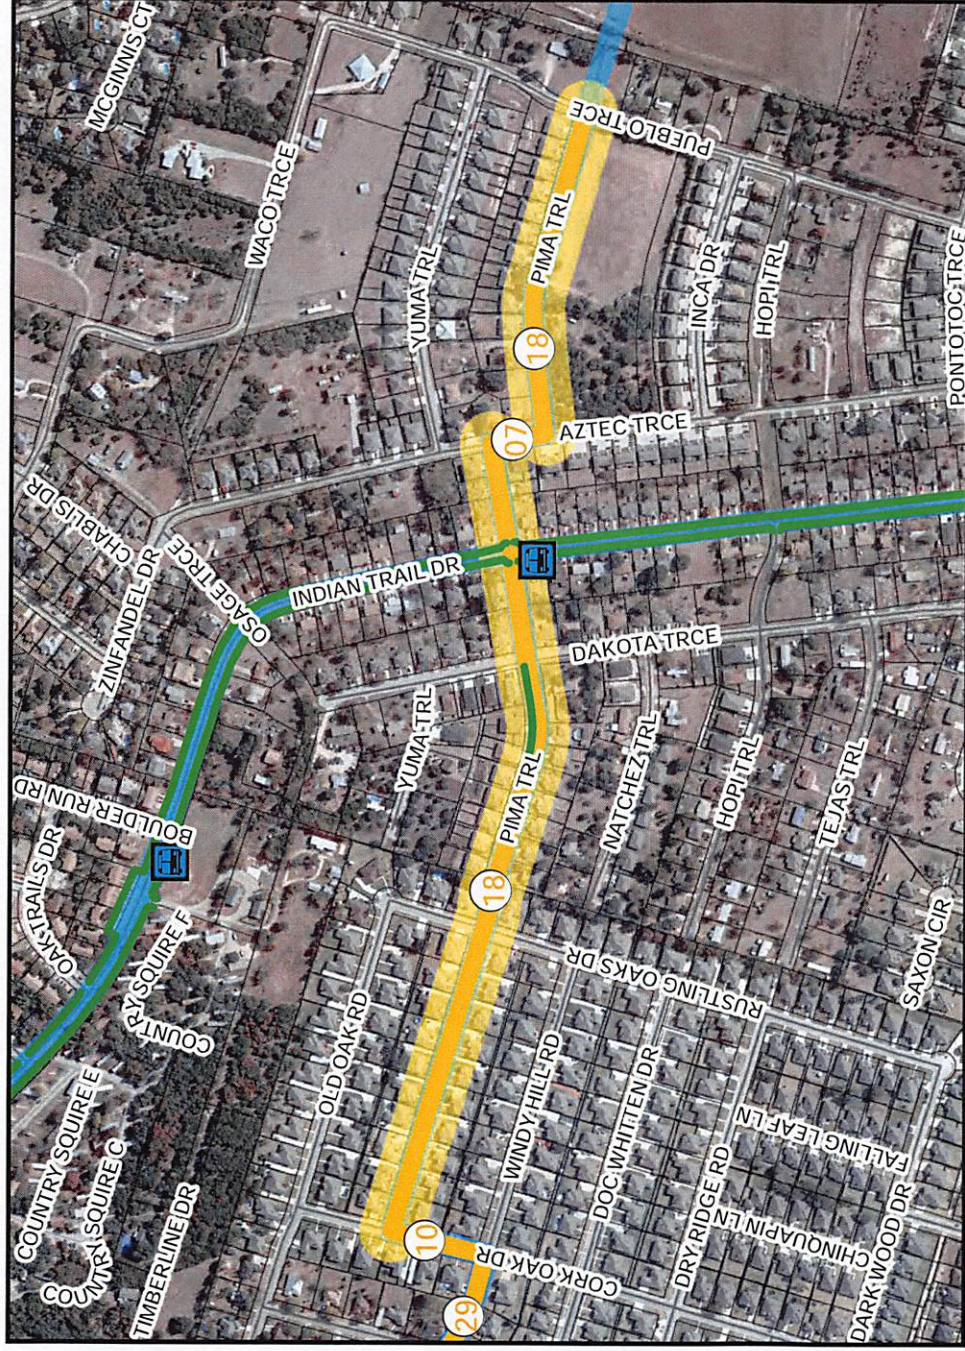 MCGINNIS CT
WACO TRCE
PUEBLO TRCE
YUMA TRL
PIMA TRL
18
INCA DR
HOPI TRL
PONTOTOC TRCE
07
AZTEC TRCE
CHABLIS DR
ZINFANDEL DR
OSAGE TRCE
INDIAN TRAIL DR
DAKOTA TRCE
BOULDER RUN RD
OAK TRAILS DR
YUMA TRL
PIMA TRL
NATCHEZ TRL
HOPI TRL
TEJAS TRL
18
COUNTRY SQUIRE F
OLD OAK RD
RUSTLING OAKS DR
SAXON CIR
COUNTRY SQUIRE E
COUNTRY SQUIRE C
TIMBERLINE DR
WINDY HILL RD
DOC WHITTEN DR
DRY RIDGE RD
FALLING LEAF LN
CHINQUAPIN LN
DARKWOOD DR
10
CORK OAK DR
29